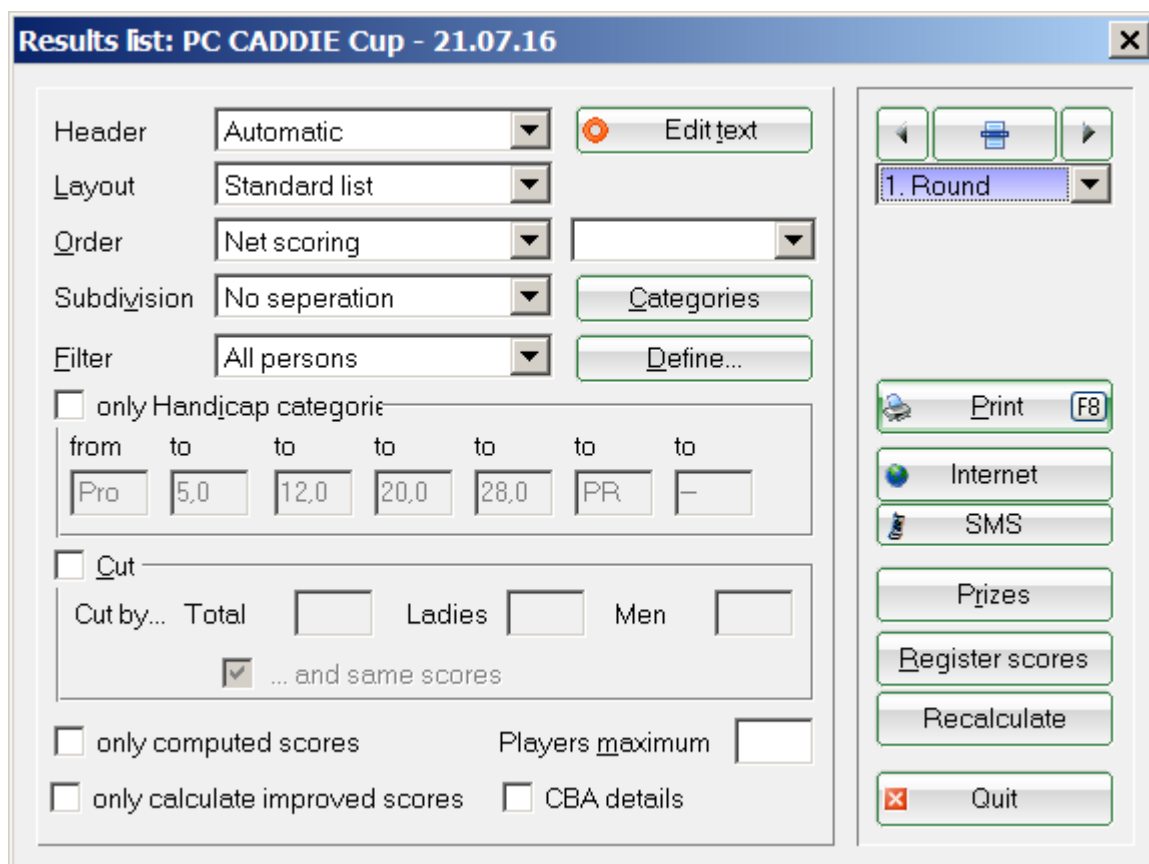 Results list: PC CADDIE Cup - 21.07.16
Header Automatic Edit text
Layout Standard list
Order Net scoring
Subdivision No seperation Categories
Filter All persons Define...
only Handicap categorie
from to to to to to to
Pro 5,0 12,0 20,0 28,0 PR –
Cut
Cut by... Total Ladies Men
... and same scores
only computed scores Players maximum
only calculate improved scores CBA details
1. Round
Print F8
Internet
SMS
Prizes
Register scores
Recalculate
Quit